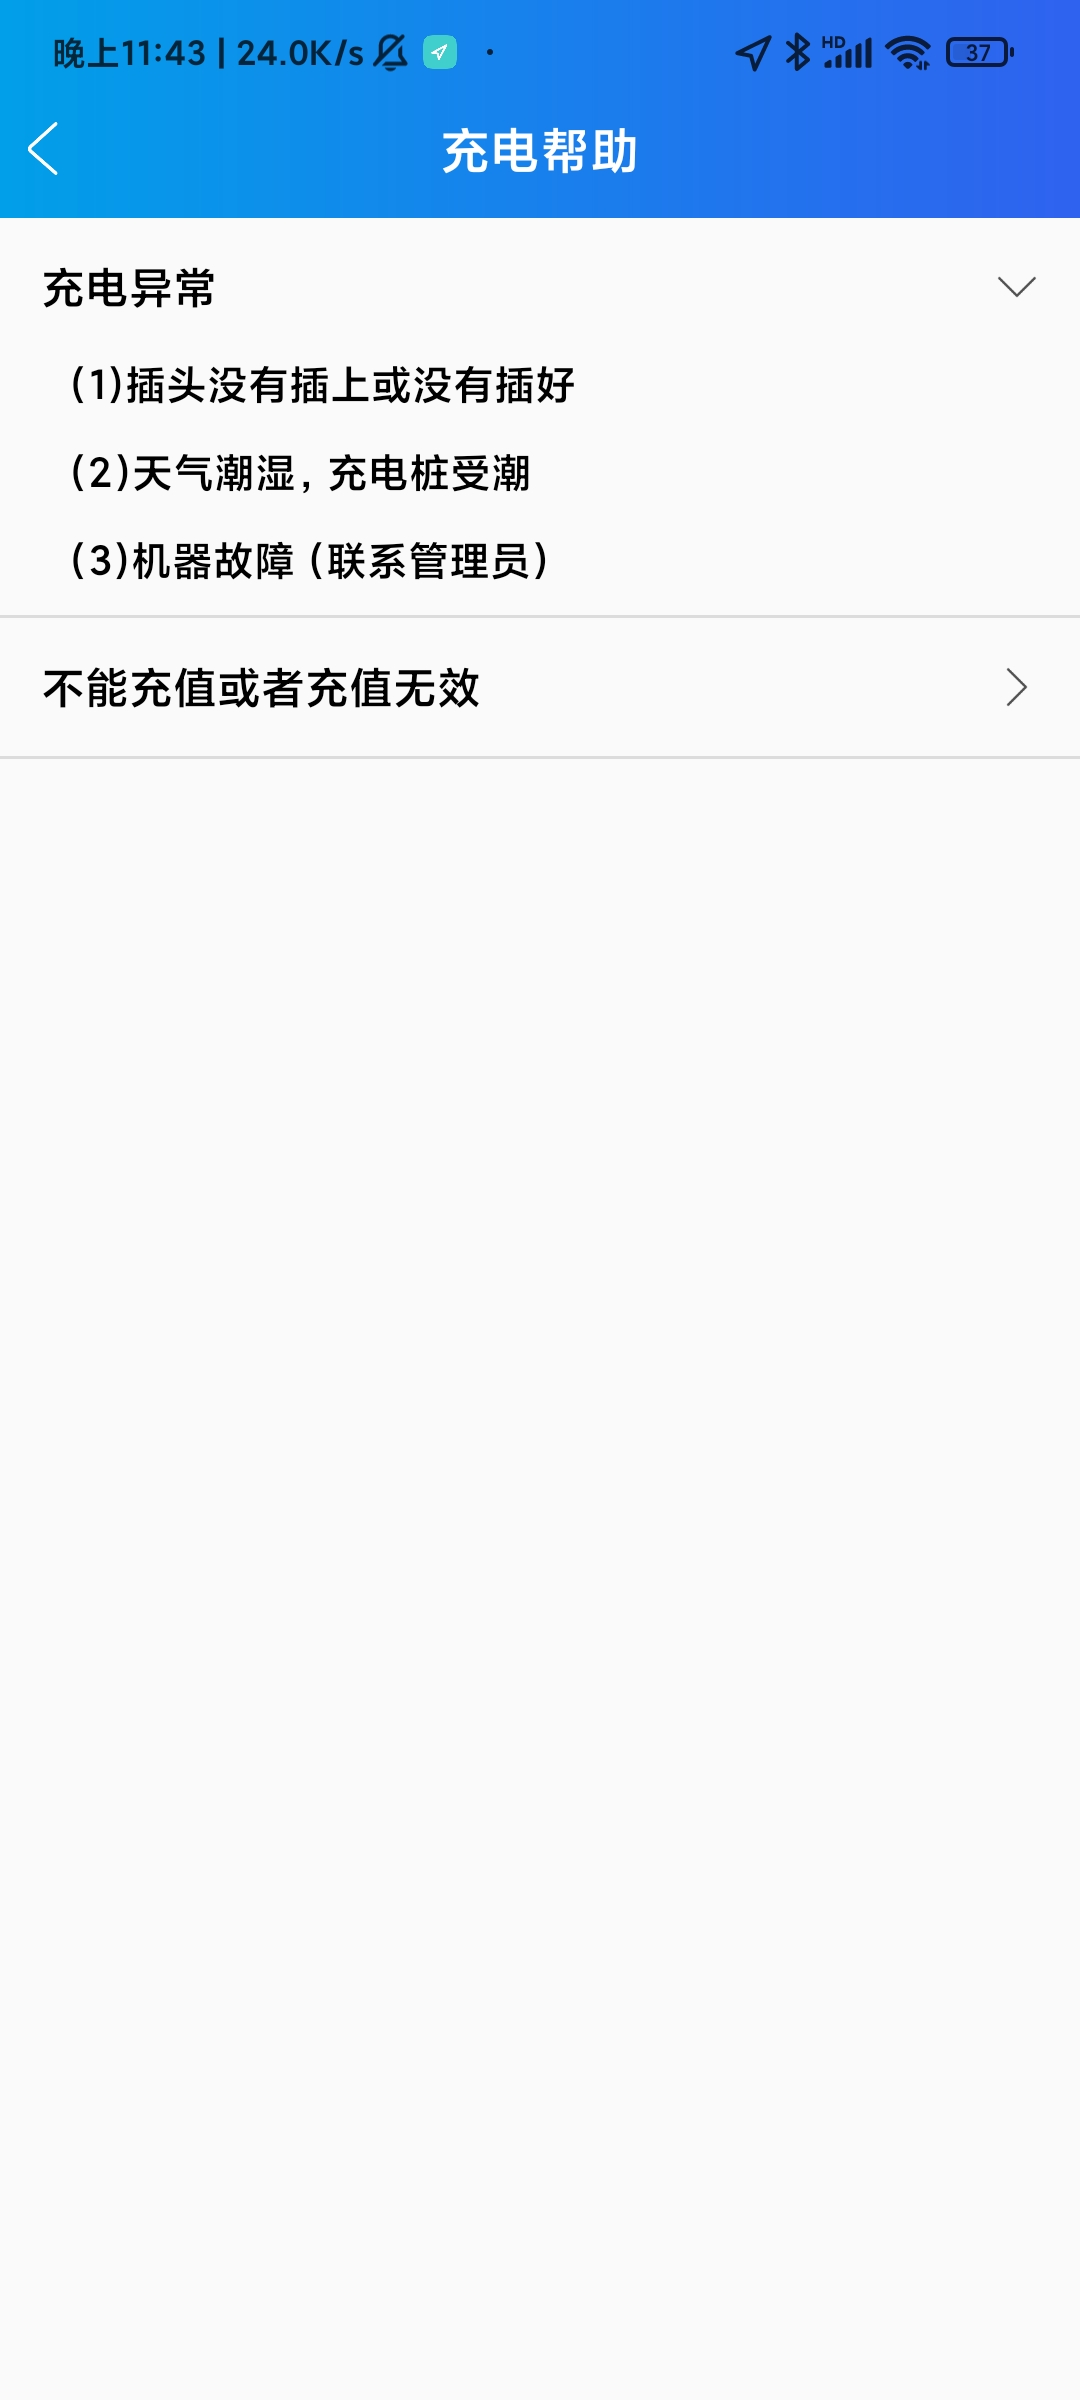 晚上11:43 | 24.0K/s
HD
37
充电帮助
充电异常
(1)插头没有插上或没有插好
(2)天气潮湿，充电桩受潮
(3)机器故障（联系管理员）
不能充值或者充值无效